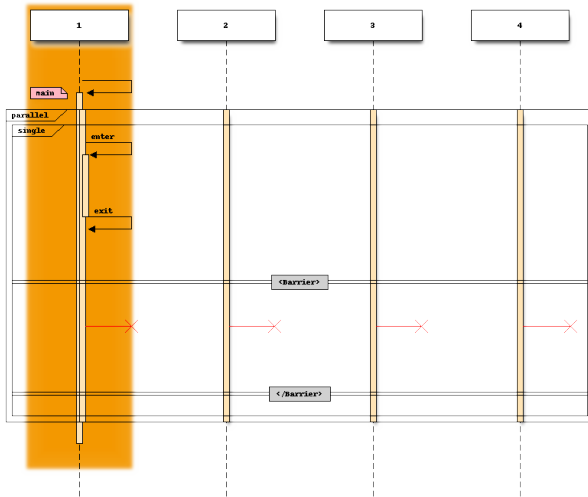 1
2
3
4
main
parallel
single
enter
exit
<Barrier>
</Barrier>